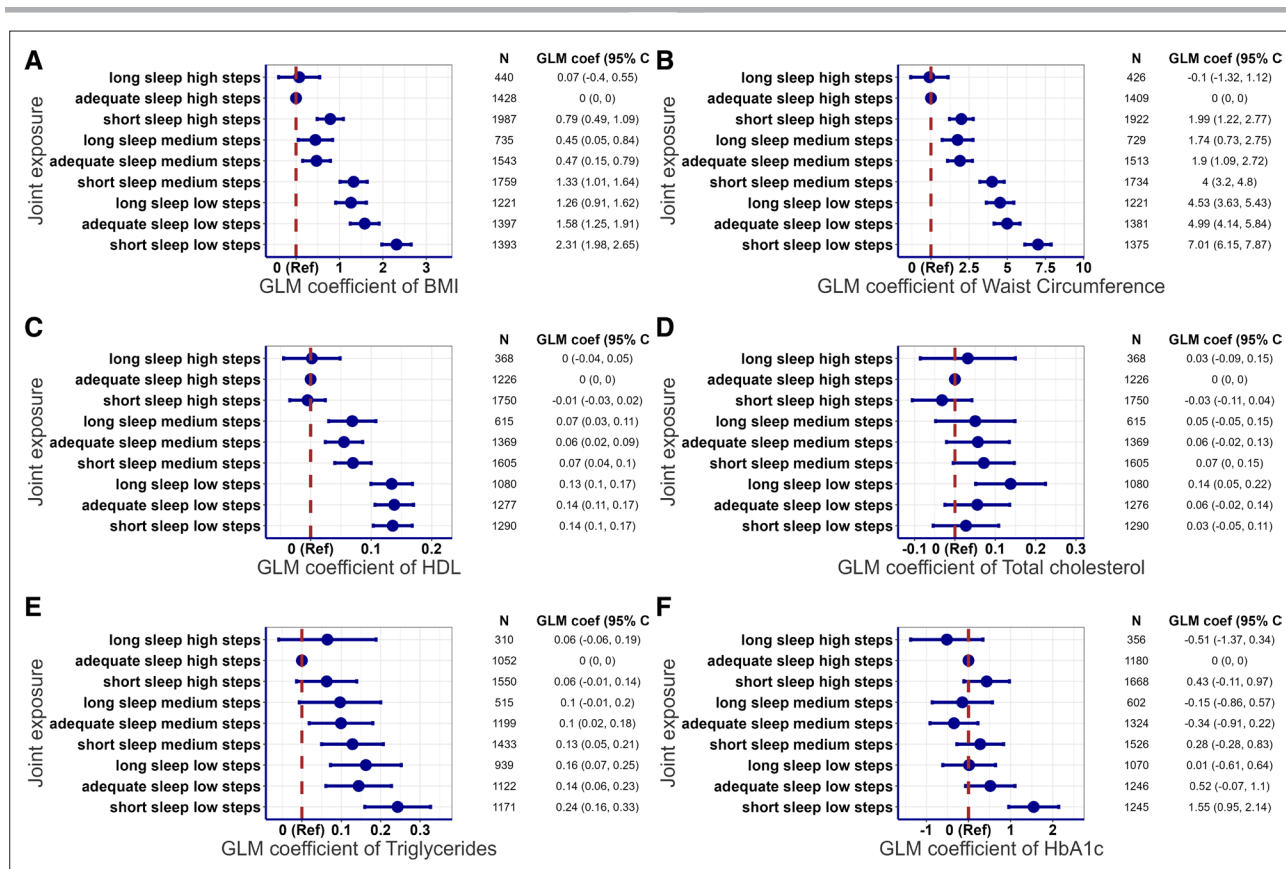 A
N GLM coef (95% C
Joint exposure
long sleep high steps 440 0.07 (-0.4, 0.55)
adequate sleep high steps 1428 0 (0, 0)
short sleep high steps 1987 0.79 (0.49, 1.09)
long sleep medium steps 735 0.45 (0.05, 0.84)
adequate sleep medium steps 1543 0.47 (0.15, 0.79)
short sleep medium steps 1759 1.33 (1.01, 1.64)
long sleep low steps 1221 1.26 (0.91, 1.62)
adequate sleep low steps 1397 1.58 (1.25, 1.91)
short sleep low steps 1393 2.31 (1.98, 2.65)
0 (Ref) 1 2 3
GLM coefficient of BMI
B
N GLM coef (95% C
Joint exposure
long sleep high steps 426 -0.1 (-1.32, 1.12)
adequate sleep high steps 1409 0 (0, 0)
short sleep high steps 1922 1.99 (1.22, 2.77)
long sleep medium steps 729 1.74 (0.73, 2.75)
adequate sleep medium steps 1513 1.9 (1.09, 2.72)
short sleep medium steps 1734 4 (3.2, 4.8)
long sleep low steps 1221 4.53 (3.63, 5.43)
adequate sleep low steps 1381 4.99 (4.14, 5.84)
short sleep low steps 1375 7.01 (6.15, 7.87)
0 (Ref) 2.5 5 7.5 10
GLM coefficient of Waist Circumference
C
N GLM coef (95% C
Joint exposure
long sleep high steps 368 0 (-0.04, 0.05)
adequate sleep high steps 1226 0 (0, 0)
short sleep high steps 1750 -0.01 (-0.03, 0.02)
long sleep medium steps 615 0.07 (0.03, 0.11)
adequate sleep medium steps 1369 0.06 (0.02, 0.09)
short sleep medium steps 1605 0.07 (0.04, 0.1)
long sleep low steps 1080 0.13 (0.1, 0.17)
adequate sleep low steps 1277 0.14 (0.11, 0.17)
short sleep low steps 1290 0.14 (0.1, 0.17)
0 (Ref) 0.1 0.2
GLM coefficient of HDL
D
N GLM coef (95% C
Joint exposure
long sleep high steps 368 0.03 (-0.09, 0.15)
adequate sleep high steps 1226 0 (0, 0)
short sleep high steps 1750 -0.03 (-0.11, 0.04)
long sleep medium steps 615 0.05 (-0.05, 0.15)
adequate sleep medium steps 1369 0.06 (-0.02, 0.13)
short sleep medium steps 1605 0.07 (0, 0.15)
long sleep low steps 1080 0.14 (0.05, 0.22)
adequate sleep low steps 1276 0.06 (-0.02, 0.14)
short sleep low steps 1290 0.03 (-0.05, 0.11)
-0.1 0 (Ref) 0.1 0.2 0.3
GLM coefficient of Total cholesterol
E
N GLM coef (95% C
Joint exposure
long sleep high steps 310 0.06 (-0.06, 0.19)
adequate sleep high steps 1052 0 (0, 0)
short sleep high steps 1550 0.06 (-0.01, 0.14)
long sleep medium steps 515 0.1 (-0.01, 0.2)
adequate sleep medium steps 1199 0.1 (0.02, 0.18)
short sleep medium steps 1433 0.13 (0.05, 0.21)
long sleep low steps 939 0.16 (0.07, 0.25)
adequate sleep low steps 1122 0.14 (0.06, 0.23)
short sleep low steps 1171 0.24 (0.16, 0.33)
0 (Ref) 0.1 0.2 0.3
GLM coefficient of Triglycerides
F
N GLM coef (95% C
Joint exposure
long sleep high steps 356 -0.51 (-1.37, 0.34)
adequate sleep high steps 1180 0 (0, 0)
short sleep high steps 1668 0.43 (-0.11, 0.97)
long sleep medium steps 602 -0.15 (-0.86, 0.57)
adequate sleep medium steps 1324 -0.34 (-0.91, 0.22)
short sleep medium steps 1526 0.28 (-0.28, 0.83)
long sleep low steps 1070 0.01 (-0.61, 0.64)
adequate sleep low steps 1246 0.52 (-0.07, 1.1)
short sleep low steps 1245 1.55 (0.95, 2.14)
-1 0 (Ref) 1 2
GLM coefficient of HbA1c